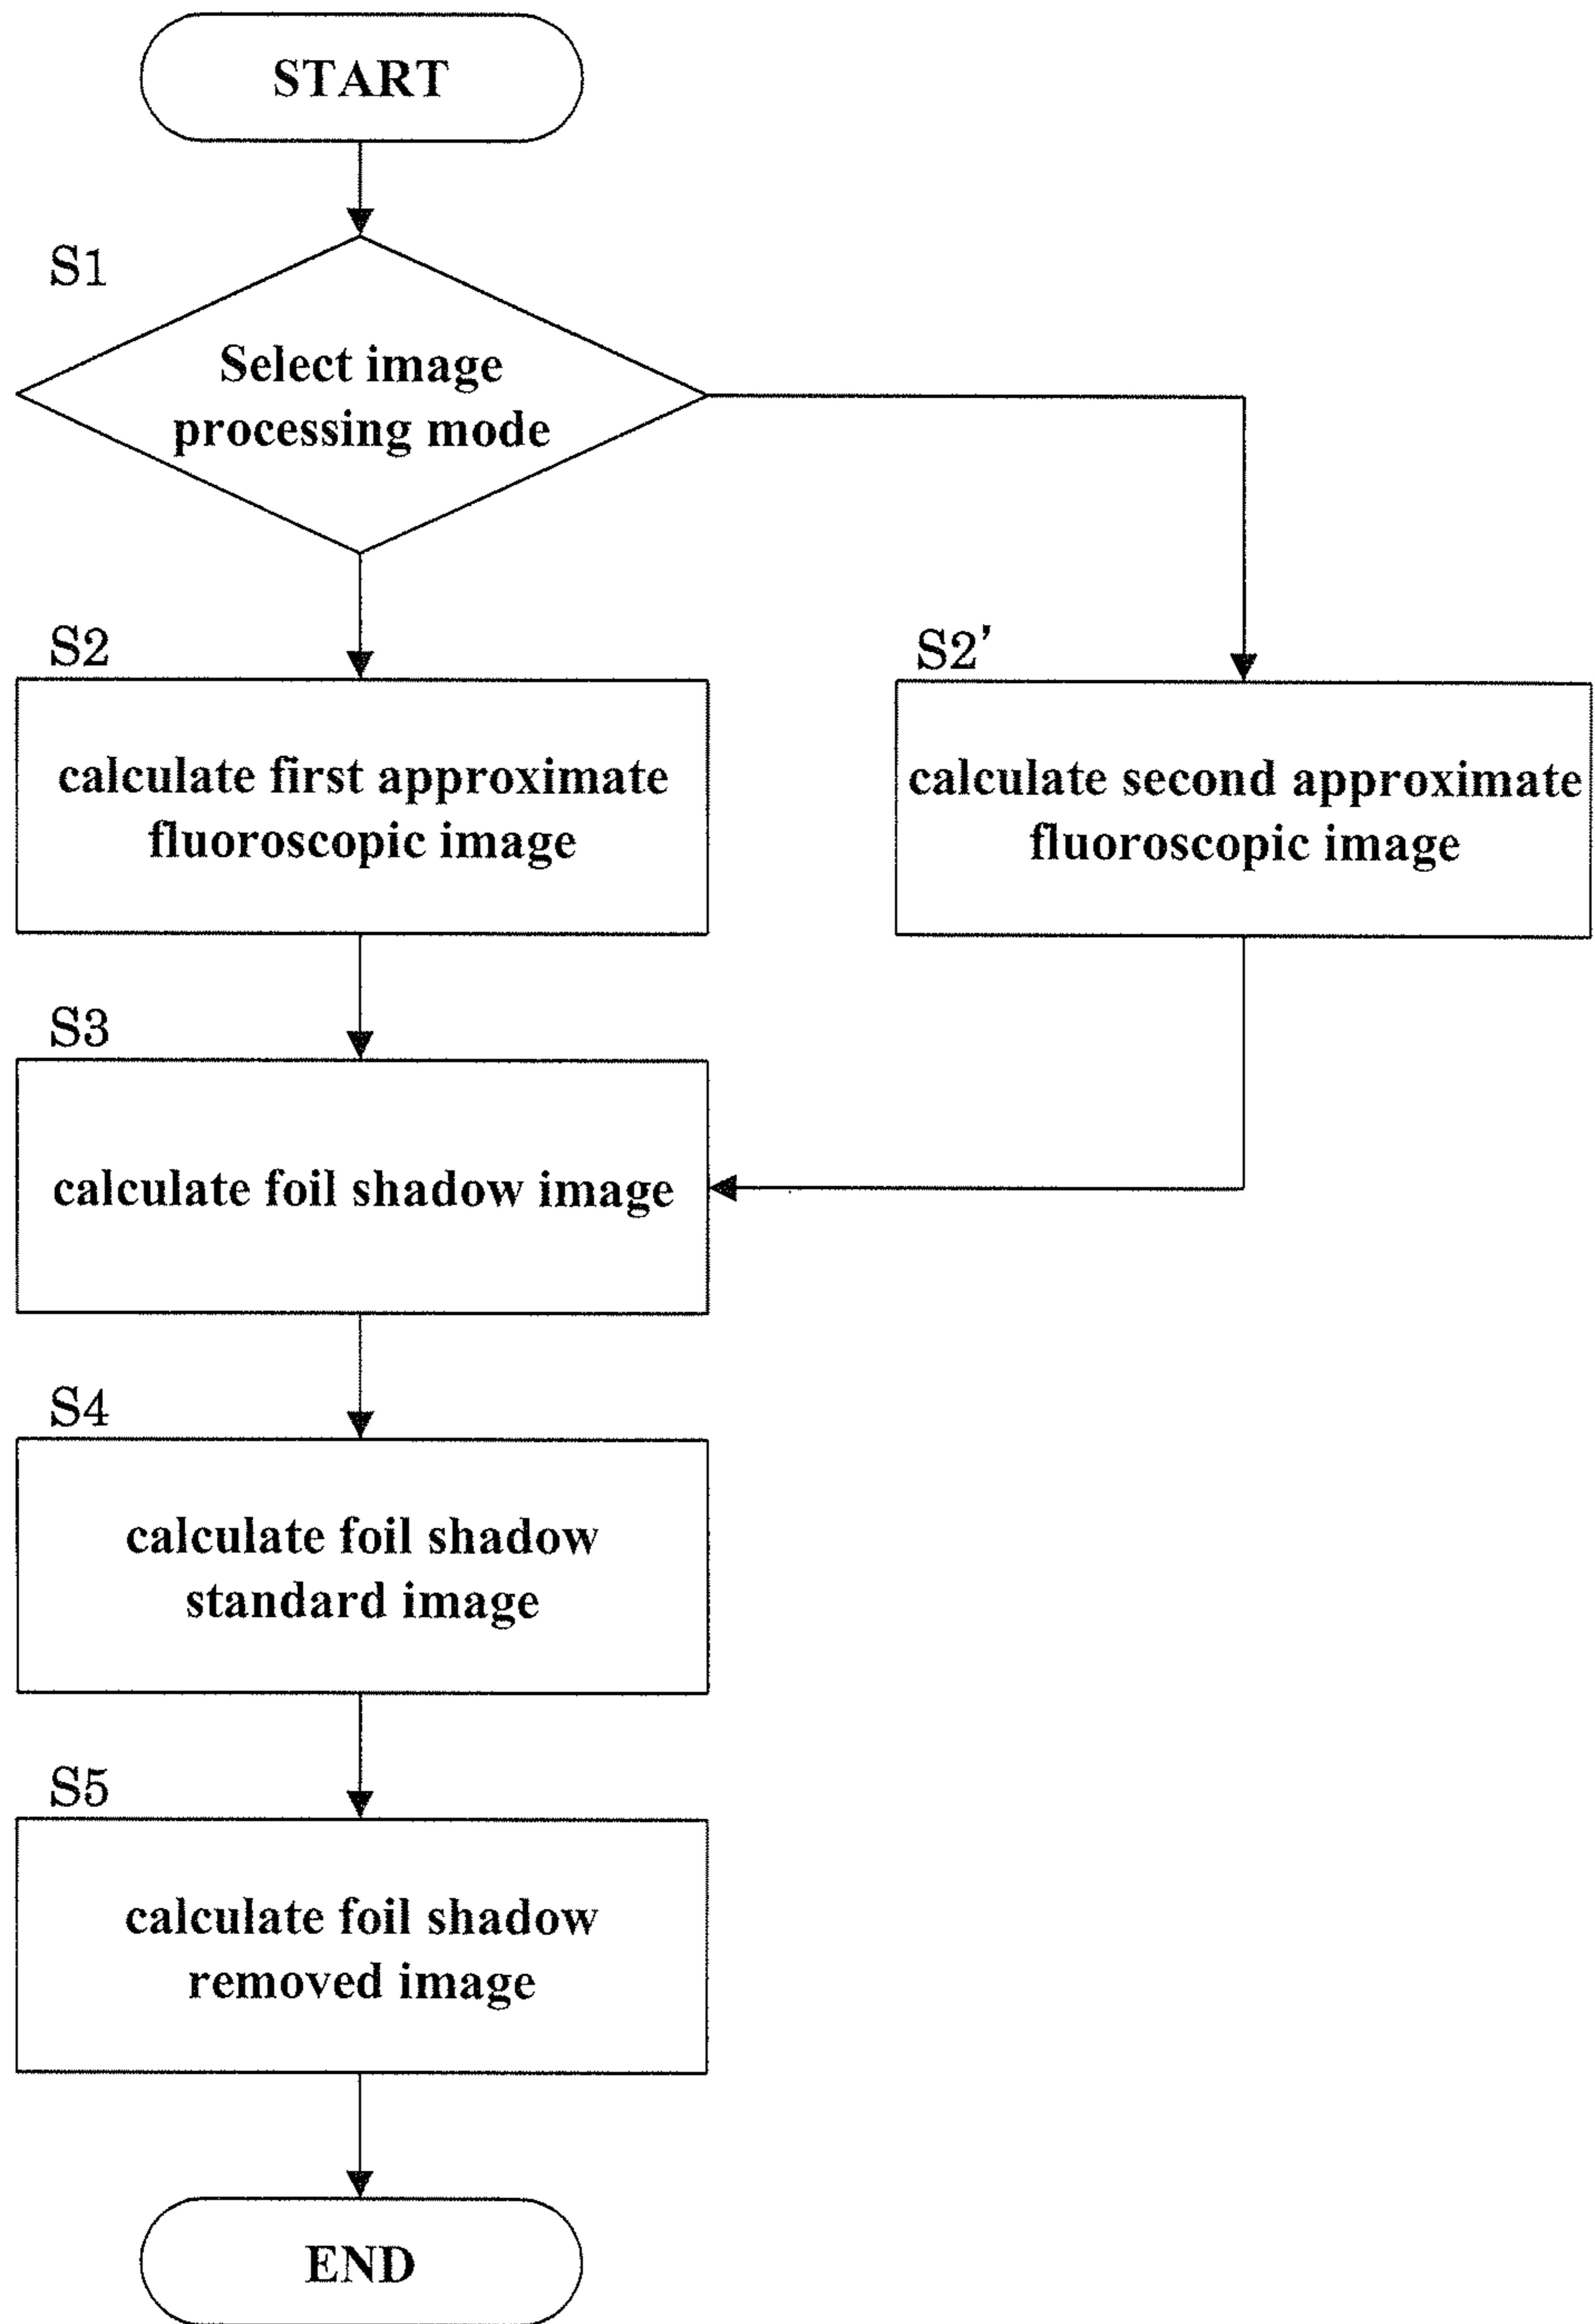 START
S1
Select image
processing mode
S2
S2'
calculate first approximate
fluoroscopic image
calculate second approximate
fluoroscopic image
S3
calculate foil shadow image
S4
calculate foil shadow
standard image
S5
calculate foil shadow
removed image
END